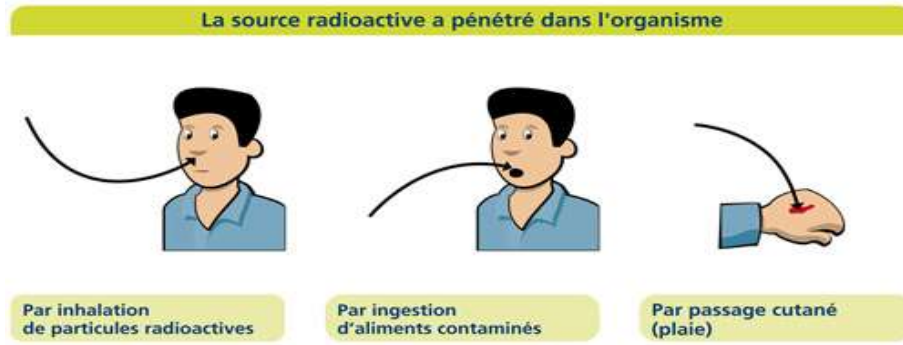 La source radioactive a pénétré dans l'organisme
Par inhalation
de particules radioactives
Par ingestion
d'aliments contaminés
Par passage cutané
(plaie)